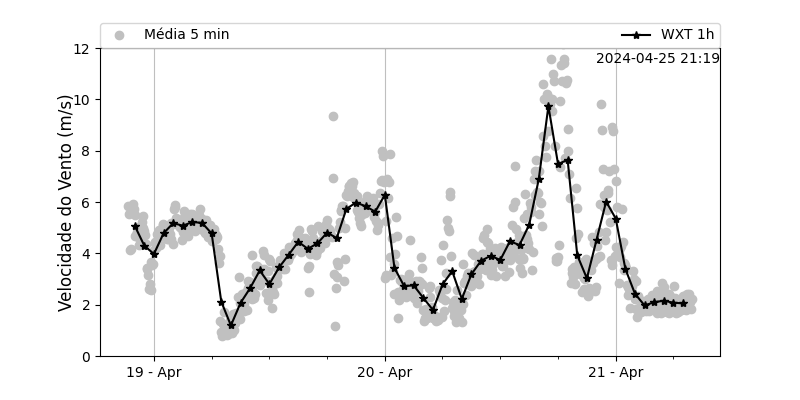 Média 5 min
WXT 1h
2024-04-25 21:19
Velocidade do Vento (m/s)
12
10
8
6
4
2
0
19 - Apr
20 - Apr
21 - Apr